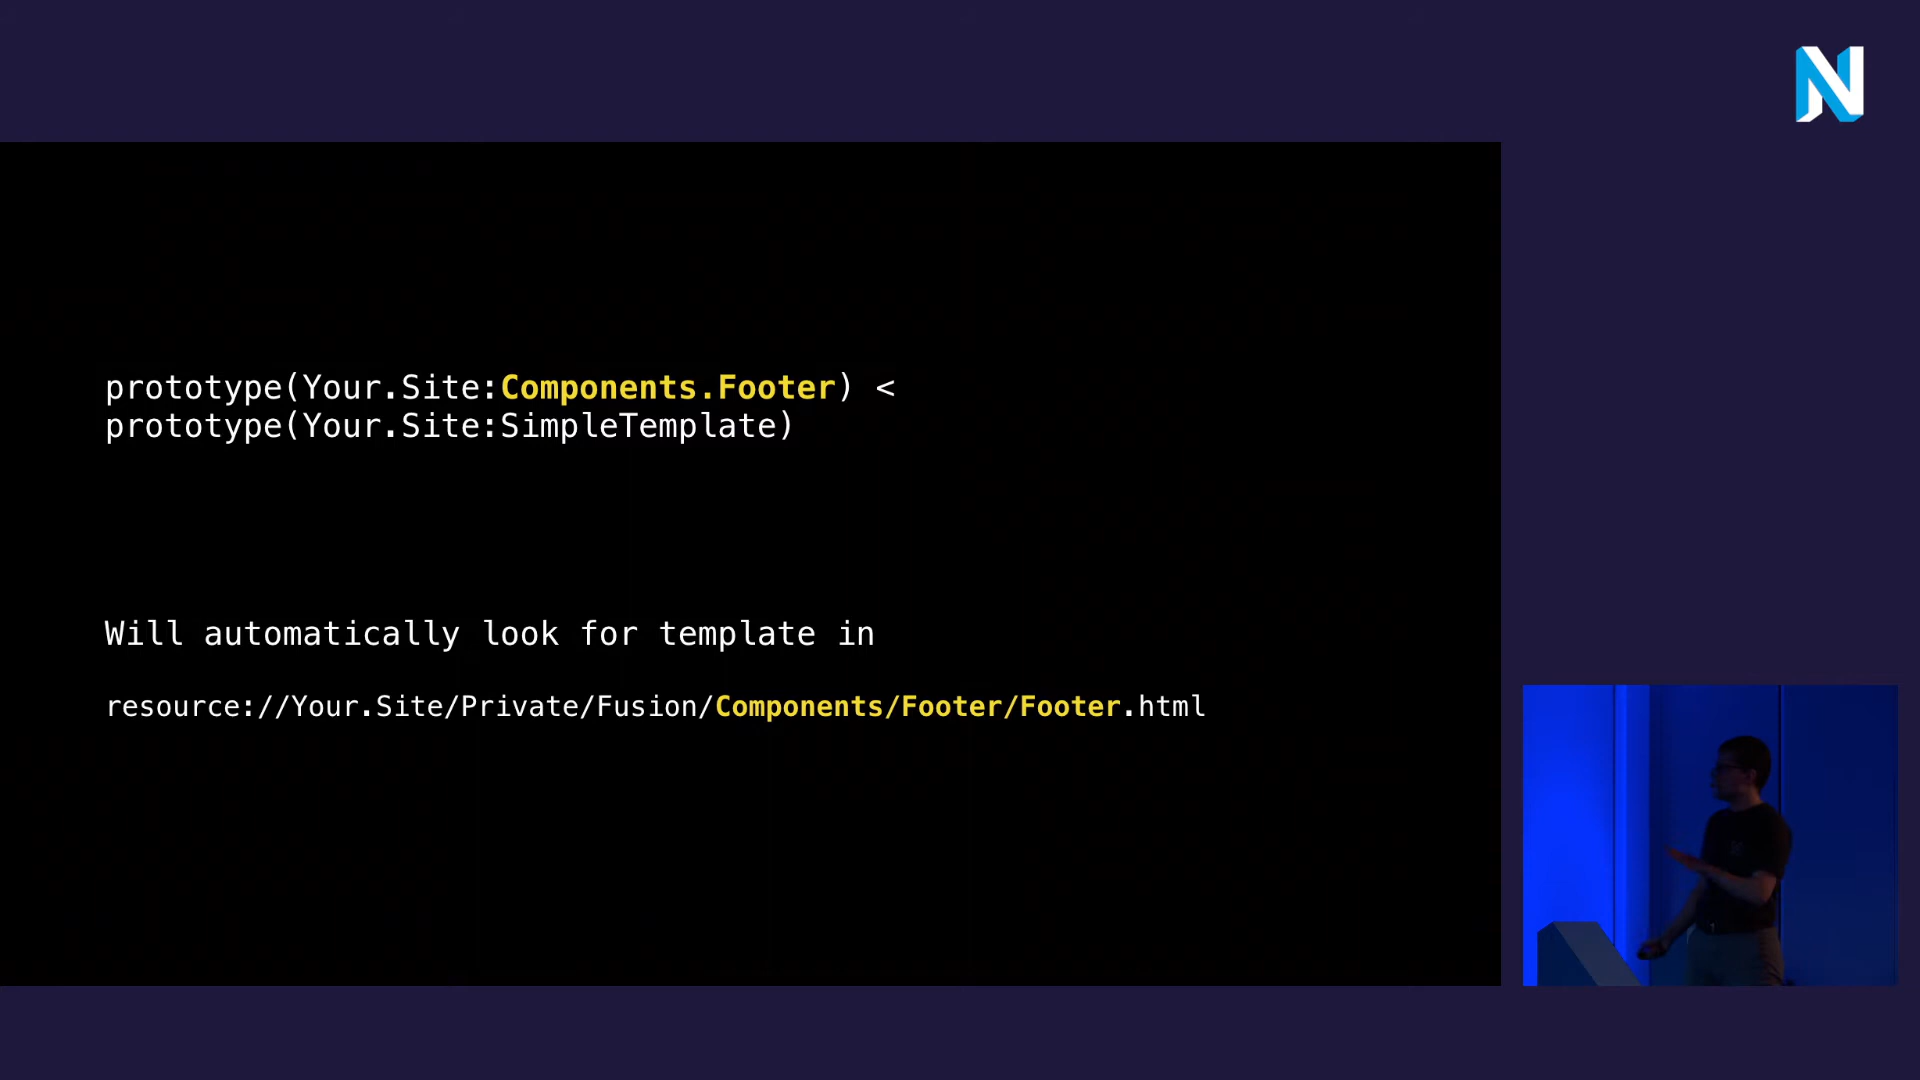 prototype(Your.Site:Components.Footer) <
prototype(Your.Site:SimpleTemplate)
Will automatically look for template in
resource://Your.Site/Private/Fusion/Components/Footer/Footer.html